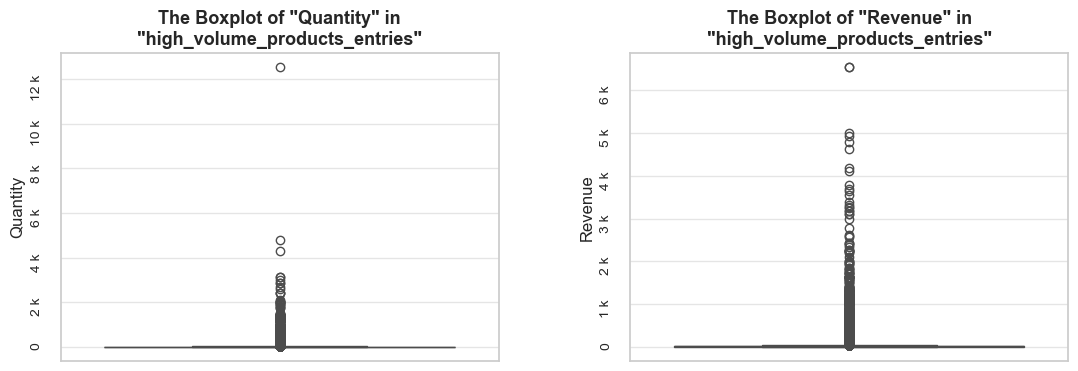 The Boxplot of "Quantity" in
"high_volume_products_entries"
12 k
10 k
8 k
6 k
4 k
2 k
0
Quantity
The Boxplot of "Revenue" in
"high_volume_products_entries"
6 k
5 k
4 k
3 k
2 k
1 k
0
Revenue